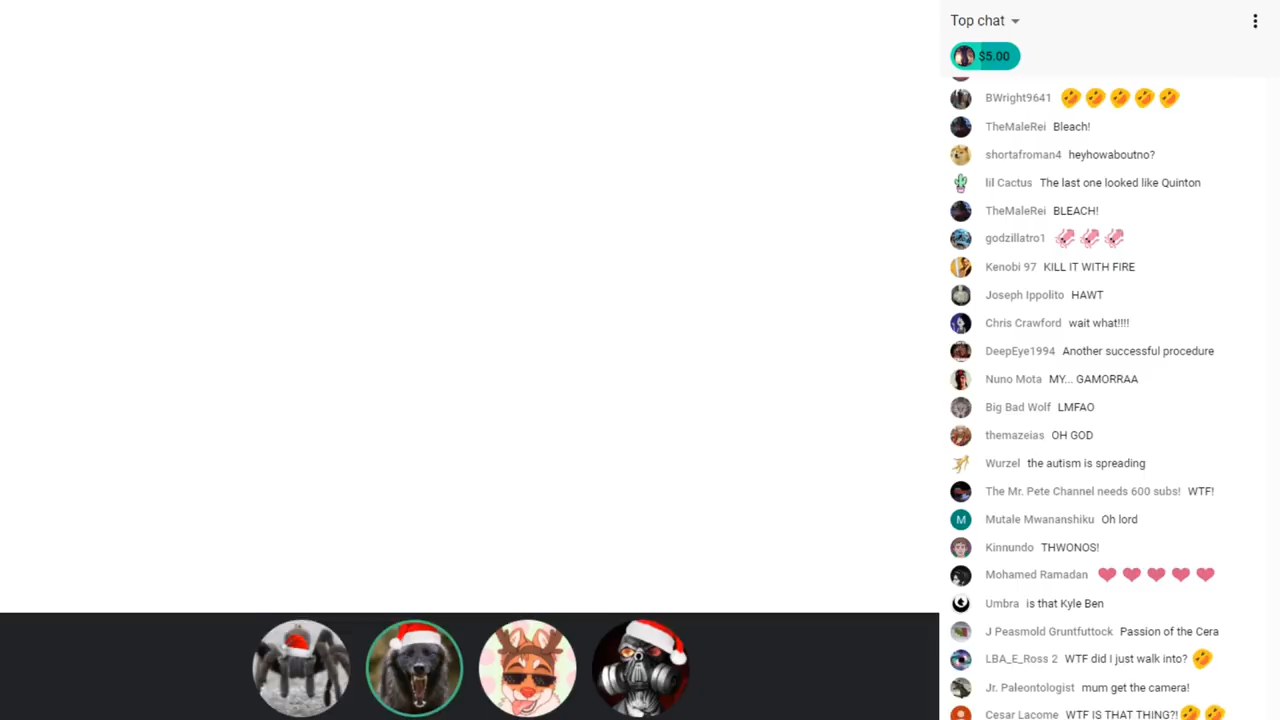 Top chat
$5.00
BWright9641
TheMaleRei Bleach!
shortafroman4 heyhowaboutno?
lil Cactus The last one looked like Quinton
TheMaleRei BLEACH!
godzillatro1
Kenobi 97 KILL IT WITH FIRE
Joseph Ippolito HAWT
Chris Crawford wait what!!!!
DeepEye1994 Another successful procedure
Nuno Mota MY... GAMORRAA
Big Bad Wolf LMFAO
themazeias OH GOD
Wurzel the autism is spreading
The Mr. Pete Channel needs 600 subs! WTF!
M Mutale Mwananshiku Oh lord
Kinnundo THWONOS!
Mohamed Ramadan
Umbra is that Kyle Ben
J Peasmold Gruntfuttock Passion of the Cera
LBA_E_Ross 2 WTF did I just walk into?
Jr. Paleontologist mum get the camera!
Cesar Lacome WTF IS THAT THING?!